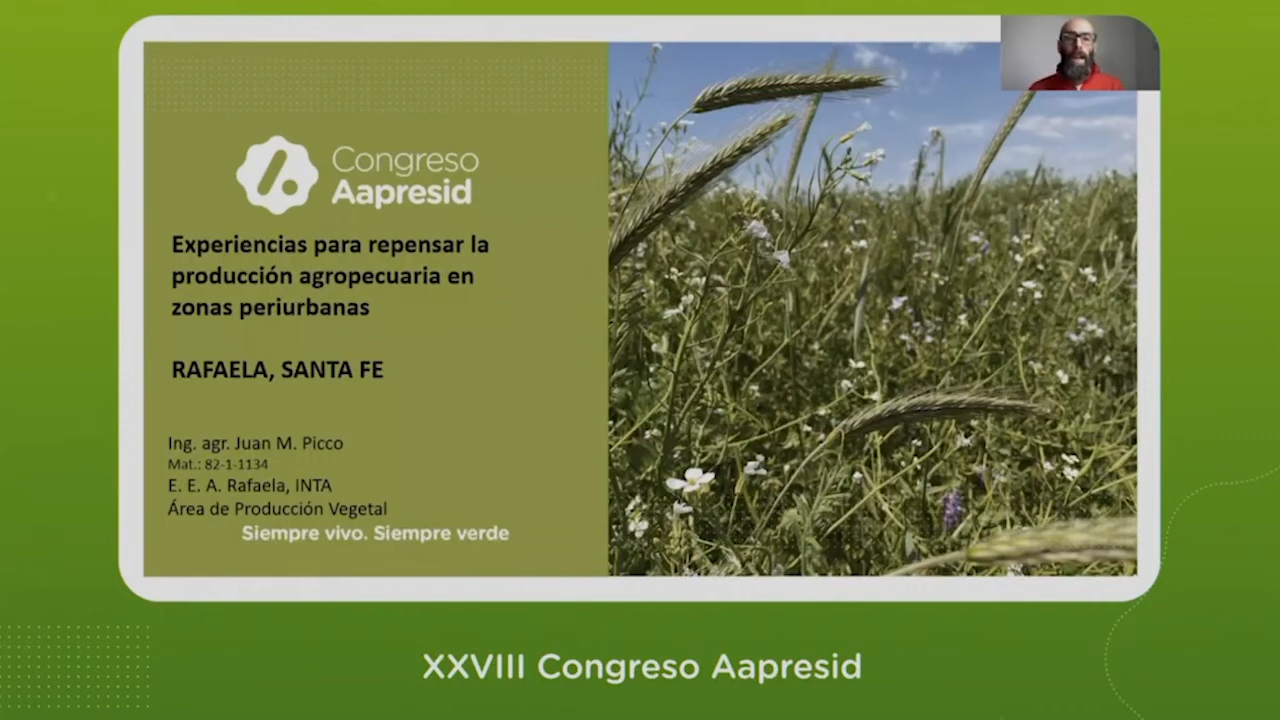 Congreso
Aapresid
Experiencias para repensar la
producción agropecuaria en
zonas periurbanas
RAFAELA, SANTA FE
Ing. agr. Juan M. Picco
Mat.: 82-1-1134
E. E. A. Rafaela, INTA
Área de Producción Vegetal
Siempre vivo. Siempre verde
XXVIII Congreso Aapresid